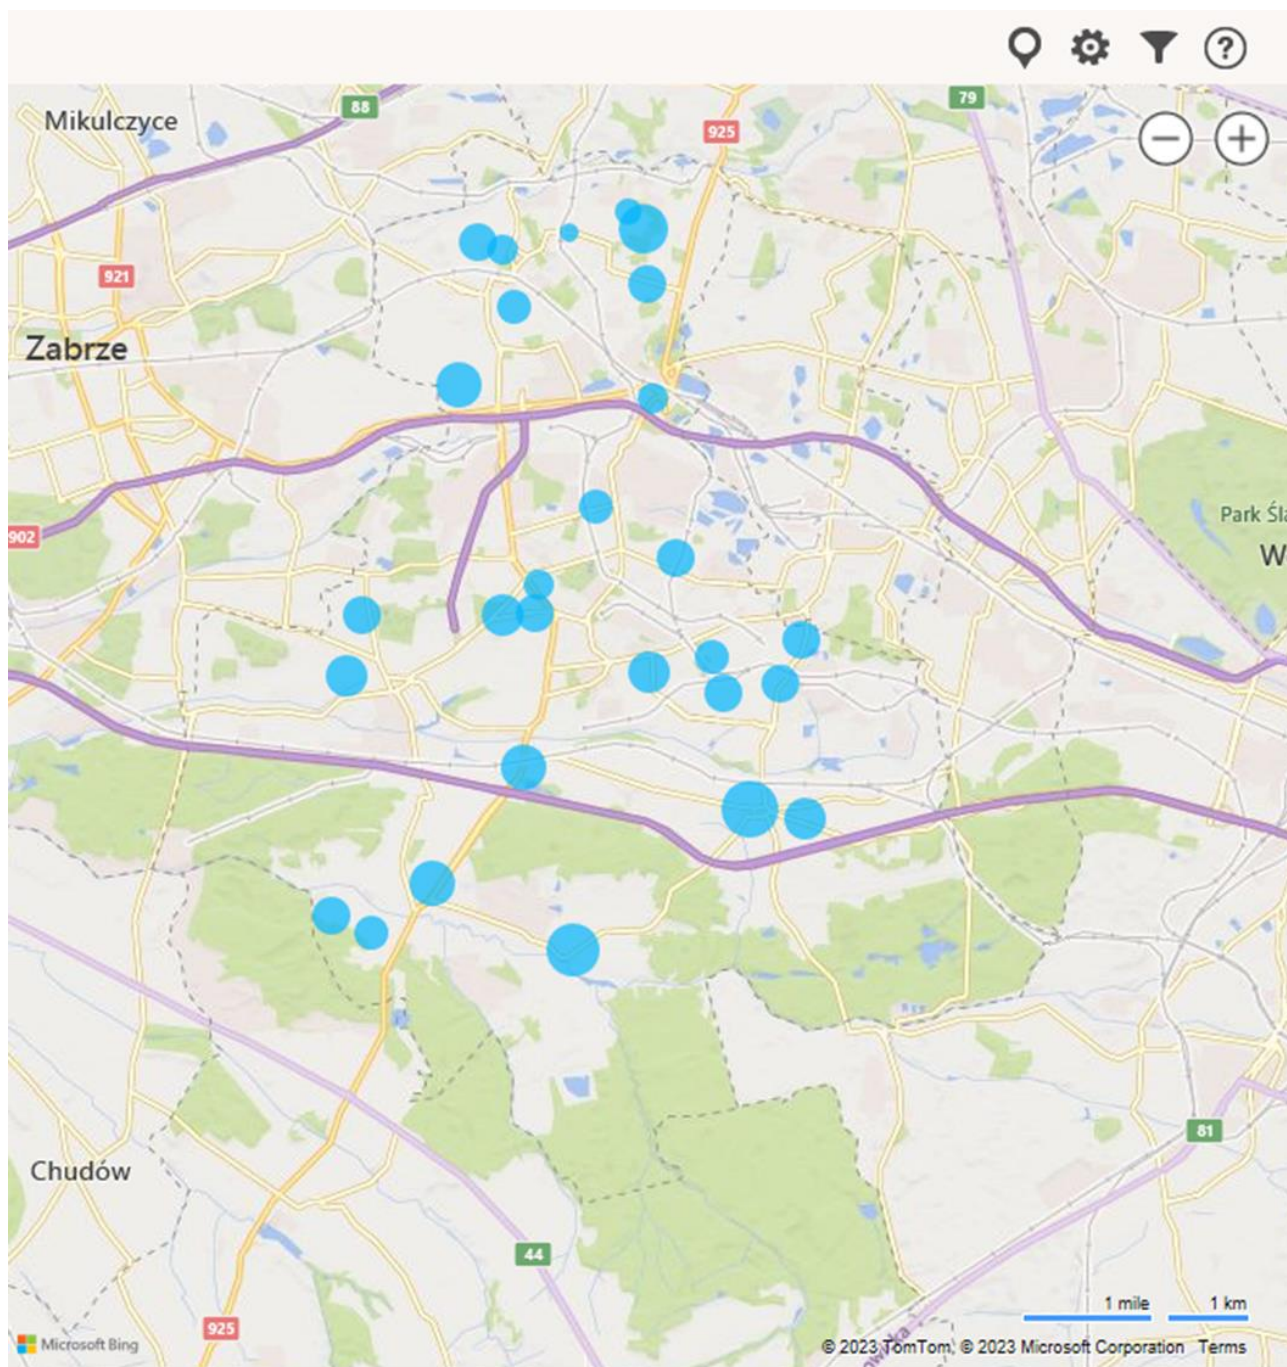 88
79
Mikulczyce
925
921
Zabrze
Park Śl
902
W
81
Chudów
44
925
1 mile
1 km
Microsoft Bing
© 2023 TomTom, © 2023 Microsoft Corporation Terms